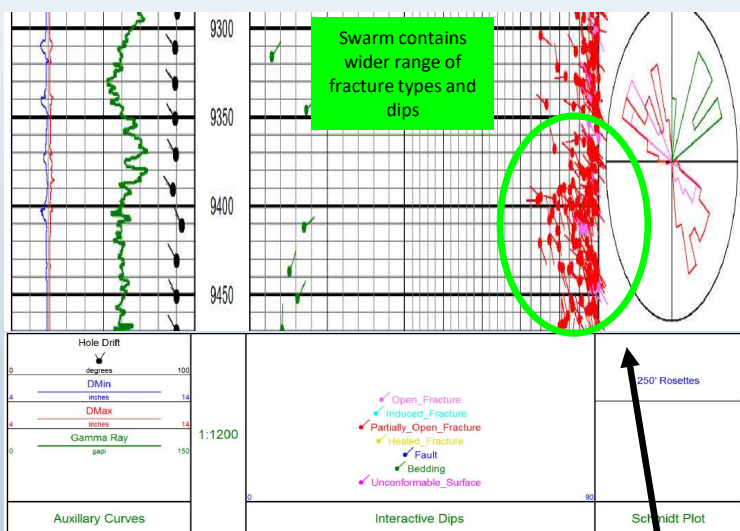 Swarm contains
wider range of
fracture types and
dips
9300
9350
9400
9450
Hole Drift
0 degrees 100
DMin
4 inches 14
DMax
4 inches 14
Gamma Ray
0 gapi 150
1:1200
Open_Fracture
Induced_Fracture
Partially_Open_Fracture
Healed_Fracture
Fault
Bedding
Unconformable_Surface
0 90
250' Rosettes
Auxillary Curves
Interactive Dips
Schmidt Plot